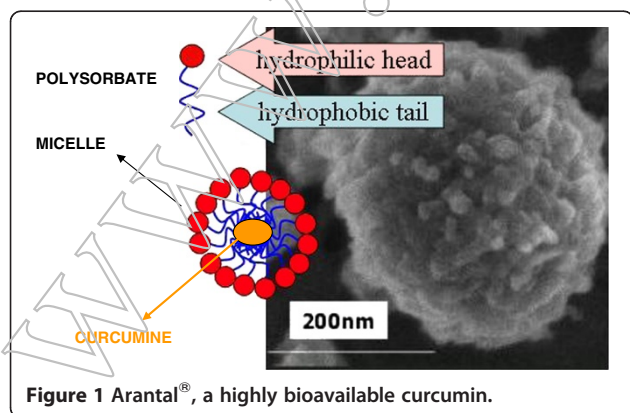 hydrophilic head
POLYSORBATE
hydrophobic tail
MICELLE
200nm
CURCUMINE
Figure 1 Arantal®, a highly bioavailable curcumin.